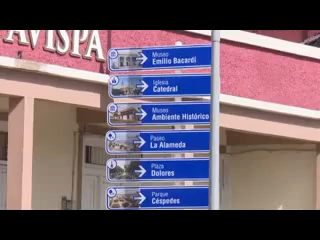 AVISPA
Museo
Emilio Bacardí
Iglesia
Catedral
Museo
Ambiente Histórico
Paseo
La Alameda
Plaza
Dolores
Parque
Céspedes